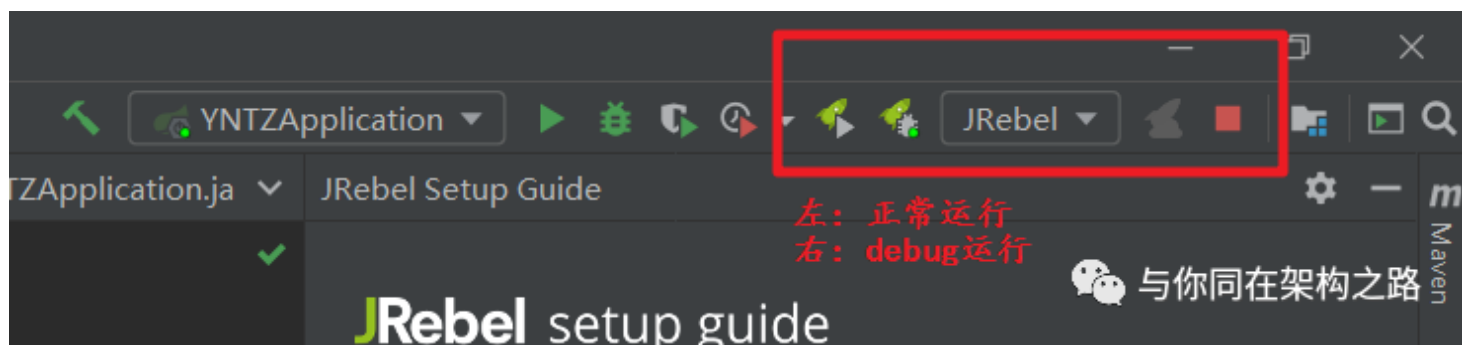 YNTZApplication
JRebel
TZApplication.ja
JRebel Setup Guide
m Maven
左：正常运行
右：debug运行
与你同在架构之路
JRebel setup guide